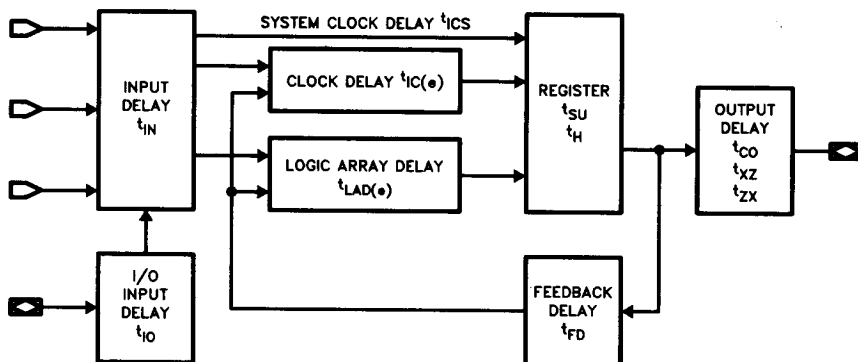 SYSTEM CLOCK DELAY tICS
INPUT
DELAY
tIN
CLOCK DELAY tIC(e)
LOGIC ARRAY DELAY
tLAD(e)
REGISTER
tSU
tH
OUTPUT
DELAY
tCO
tXZ
tZX
I/O
INPUT
DELAY
tIO
FEEDBACK
DELAY
tFD